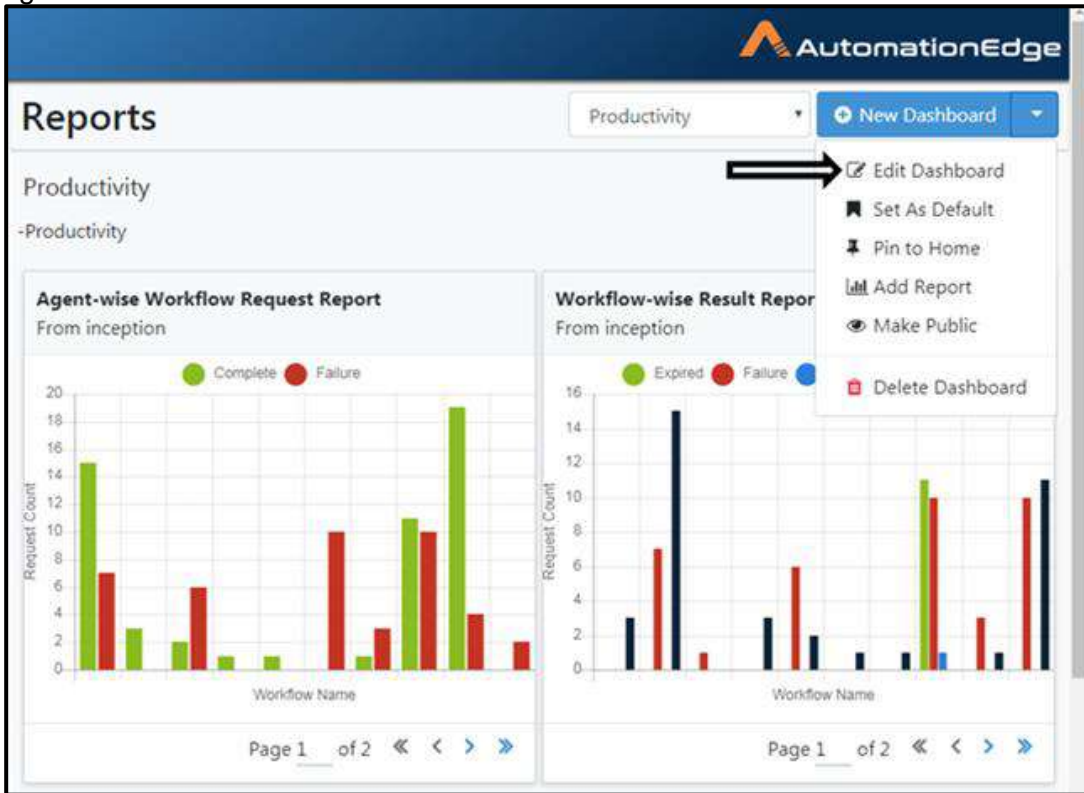 AutomationEdge
Reports
Productivity
New Dashboard
Edit Dashboard
Set As Default
Pin to Home
Add Report
Make Public
Delete Dashboard
Productivity
-Productivity
Agent-wise Workflow Request Report
From inception
Complete Failure
20
18
16
14
12
10
8
6
4
2
0
Request Count
Workflow Name
Page 1 of 2 « < > »
Workflow-wise Result Repor
From inception
Expired Failure
16
14
12
10
8
6
4
2
0
Request Count
Workflow Name
Page 1 of 2 « < > »